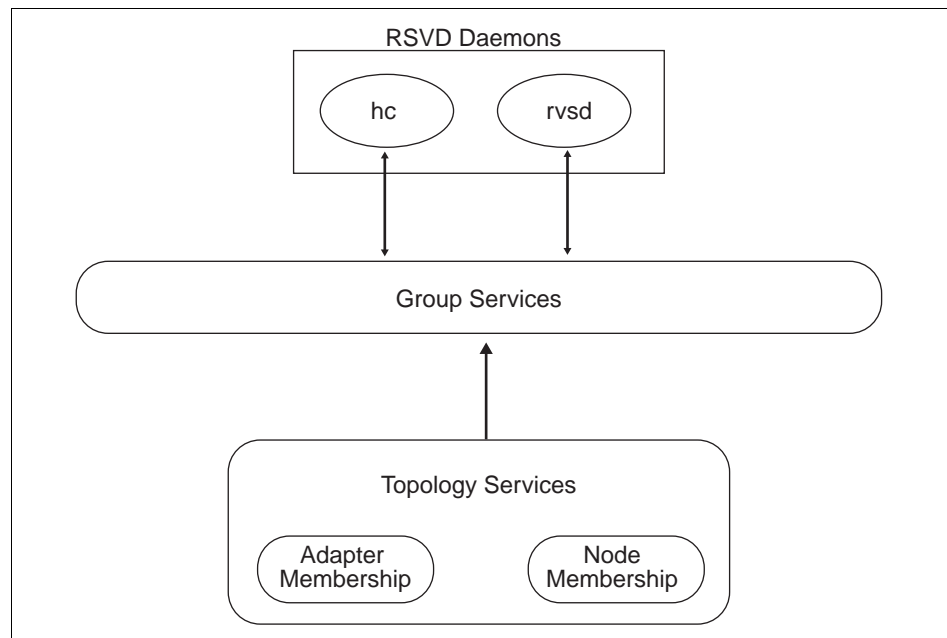 RSVD Daemons
hc
rvsd
Group Services
Topology Services
Adapter
Membership
Node
Membership